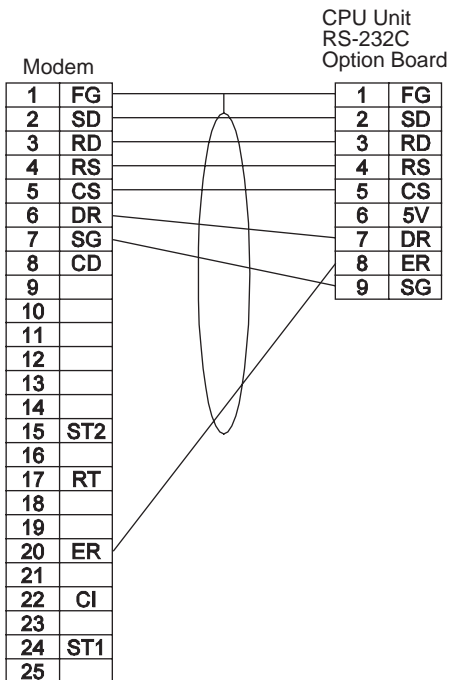 CPU Unit
RS-232C
Option Board
Modem
1 FG 1 FG
2 SD 2 SD
3 RD 3 RD
4 RS 4 RS
5 CS 5 CS
6 DR 6 5V
7 SG 7 DR
8 CD 8 ER
9 9 SG
10
11
12
13
14
15 ST2
16
17 RT
18
19
20 ER
21
22 CI
23
24 ST1
25